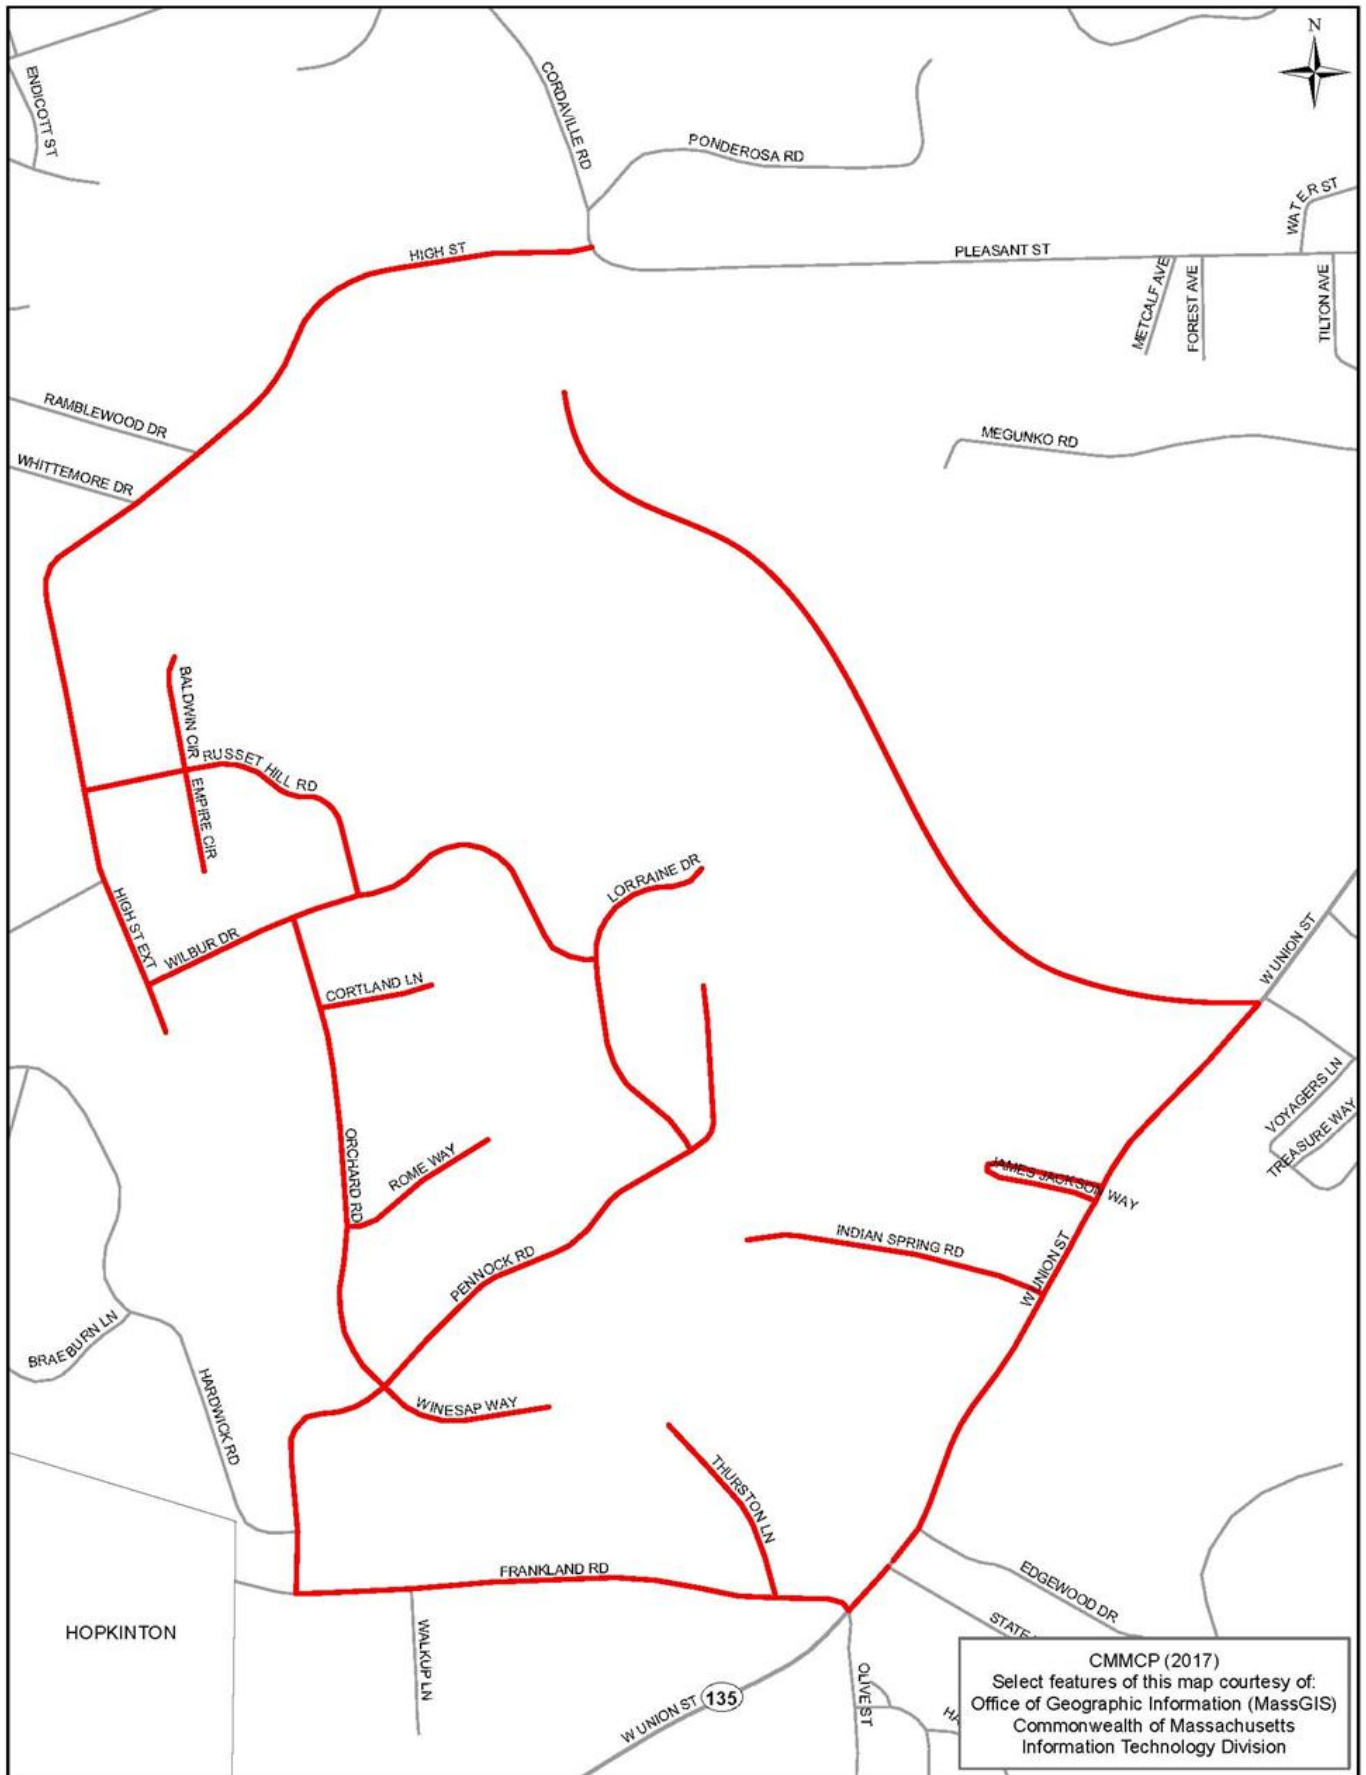 N
ENDICOTT ST
CORDAVILLE RD
PONDEROSA RD
WATER ST
HIGH ST
PLEASANT ST
METCALF AVE
FOREST AVE
TILTON AVE
RAMBLEWOOD DR
MEGUNKO RD
WHITTEMORE DR
BALDWIN CIR
RUSSET HILL RD
EMPIRE CIR
LORRAINE DR
HIGH ST EXT
WILBUR DR
W UNION ST
CORTLAND LN
VOYAGERS LN
TREASURE WAY
ORCHARD RD
ROME WAY
JAMES JACKSON WAY
INDIAN SPRING RD
W UNION ST
PENNOCK RD
BRAEBURN LN
HARDWICK RD
WINESAP WAY
THURSTON LN
FRANKLAND RD
EDGEWOOD DR
STATE
HOPKINTON
WALKUP LN
OLIVE ST
W UNION ST 135
HA
CMMCP (2017)
Select features of this map courtesy of:
Office of Geographic Information (MassGIS)
Commonwealth of Massachusetts
Information Technology Division